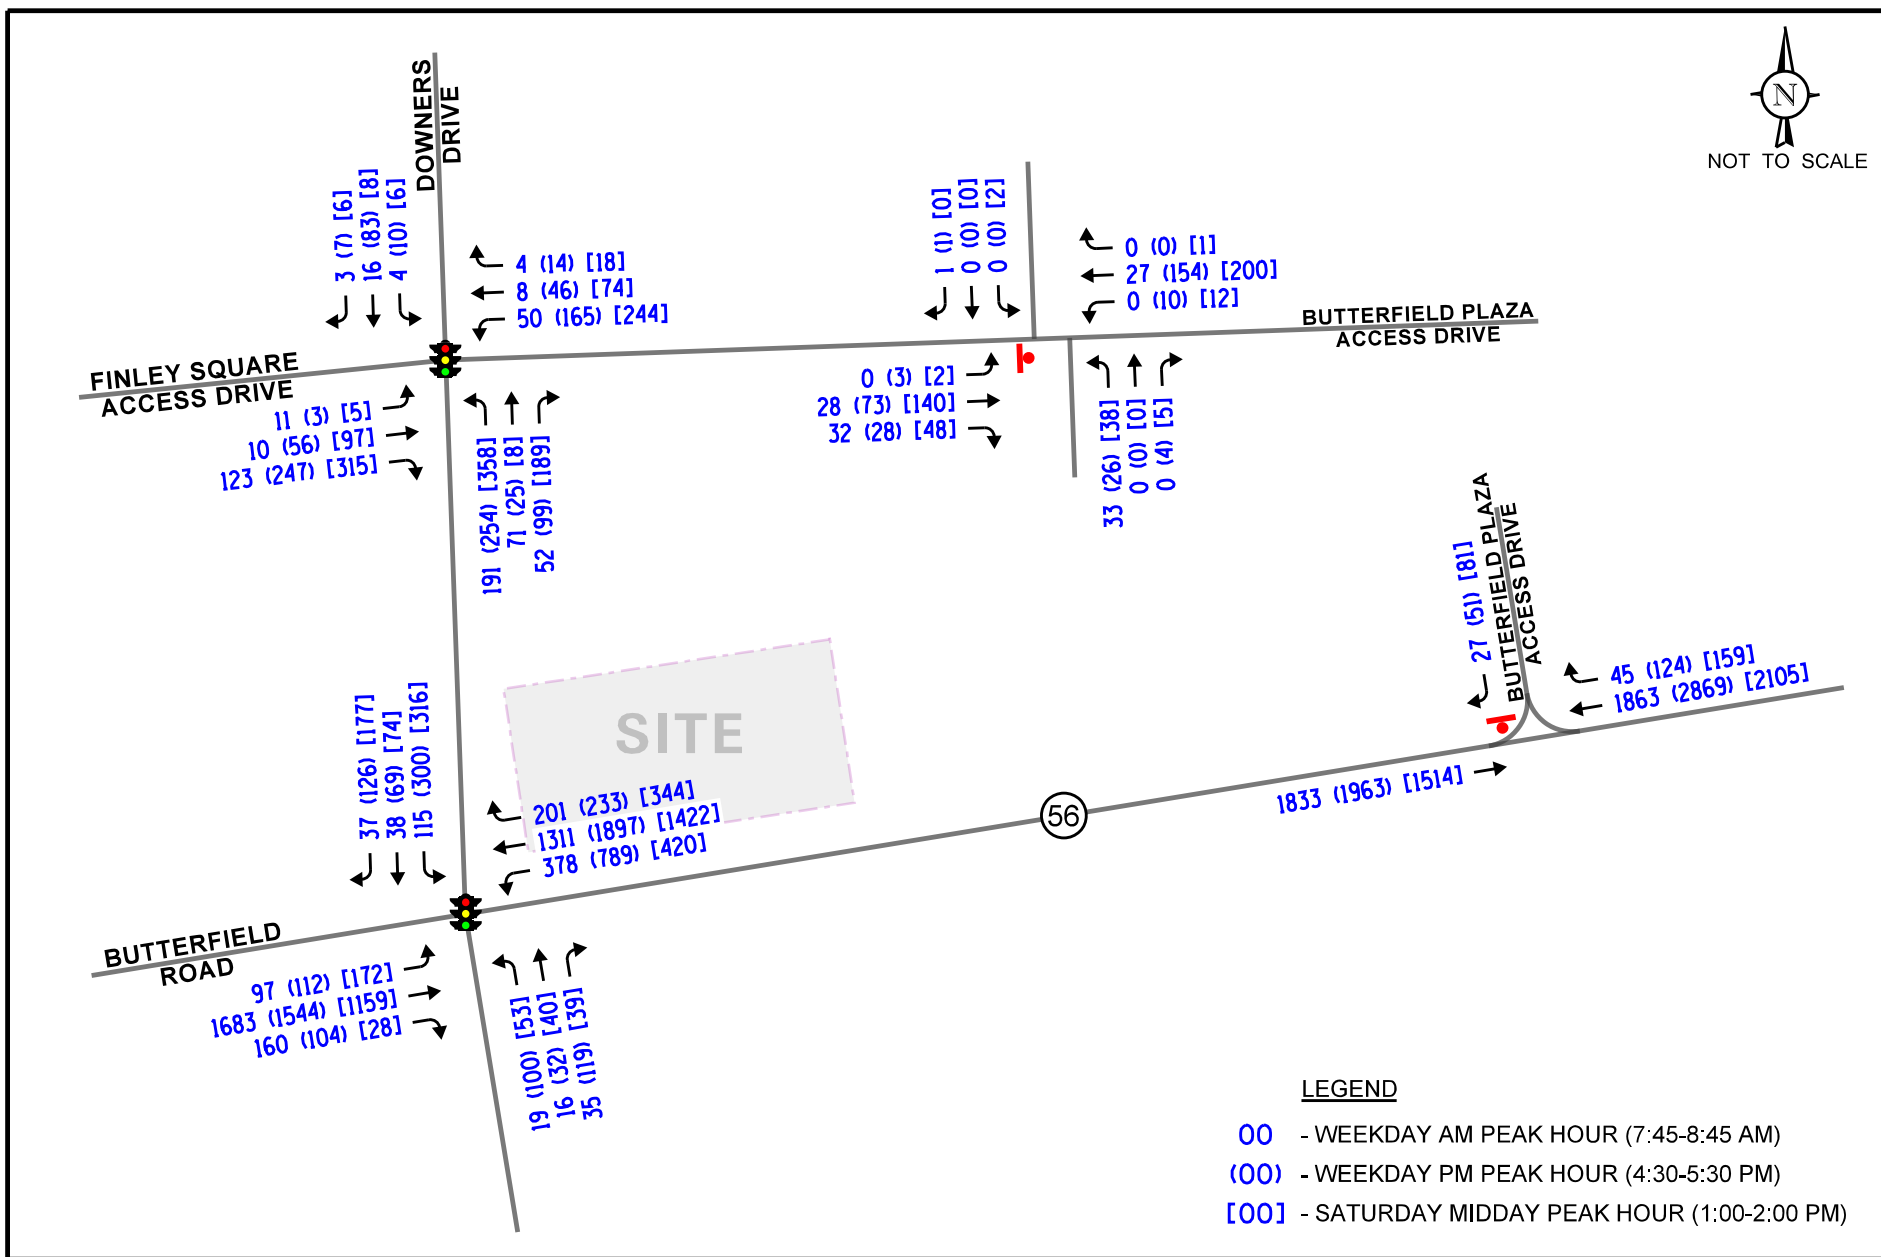 DOWNERS
DRIVE
N
NOT TO SCALE
3 (7) [6]
16 (83) [8]
4 (10) [6]
4 (14) [18]
8 (46) [74]
50 (165) [244]
1 (1) [0]
0 (0) [0]
0 (0) [2]
0 (0) [1]
27 (154) [200]
0 (10) [12]
BUTTERFIELD PLAZA
ACCESS DRIVE
FINLEY SQUARE
ACCESS DRIVE
11 (3) [5]
10 (56) [97]
123 (247) [315]
191 (254) [358]
71 (25) [8]
52 (99) [189]
0 (3) [2]
28 (73) [140]
32 (28) [48]
33 (26) [38]
0 (0) [0]
0 (4) [5]
27 (51) [81]
BUTTERFIELD PLAZA
ACCESS DRIVE
45 (124) [159]
1863 (2869) [2105]
1833 (1963) [1514]
SITE
37 (126) [177]
38 (69) [74]
115 (300) [316]
201 (233) [344]
1311 (1897) [1422]
378 (789) [420]
56
BUTTERFIELD
ROAD
97 (112) [172]
1683 (1544) [1159]
160 (104) [28]
19 (100) [53]
16 (32) [40]
35 (119) [39]
LEGEND
00 - WEEKDAY AM PEAK HOUR (7:45-8:45 AM)
(00) - WEEKDAY PM PEAK HOUR (4:30-5:30 PM)
[00] - SATURDAY MIDDAY PEAK HOUR (1:00-2:00 PM)